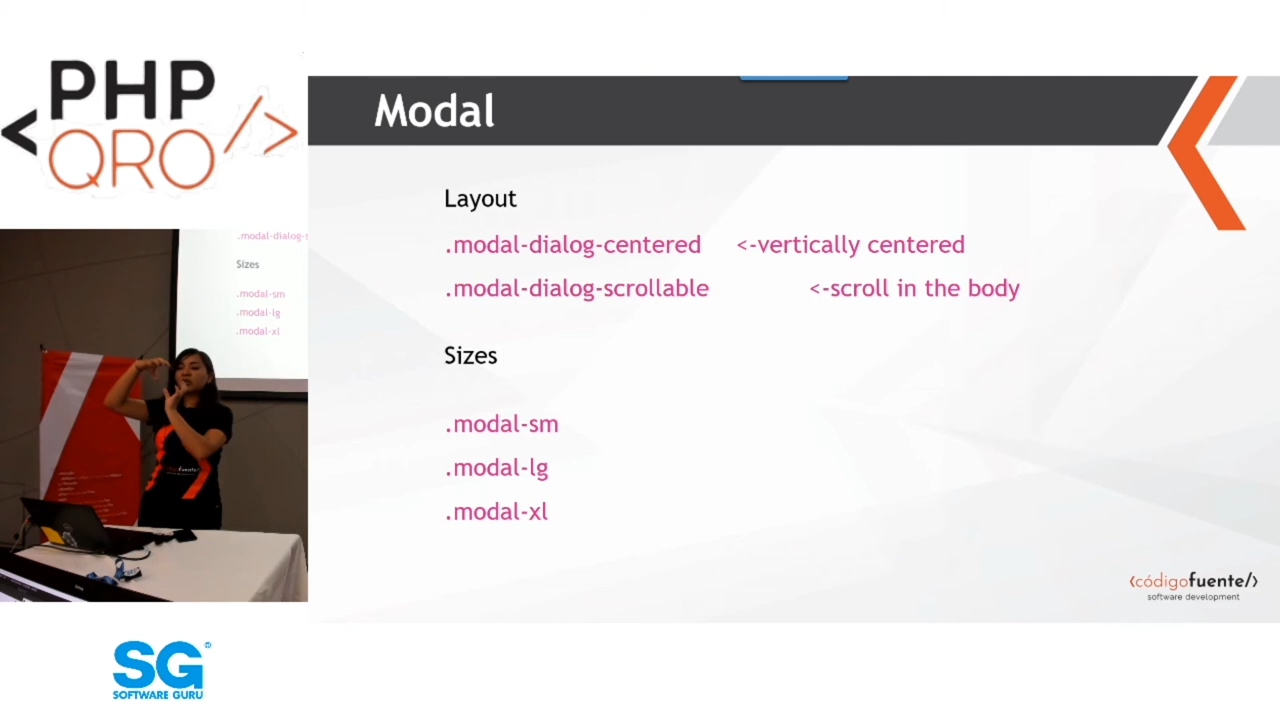 <PHP
QRO/>
Modal
Layout
.modal-dialog-centered <-vertically centered
.modal-dialog-scrollable <-scroll in the body
Sizes
.modal-sm
.modal-lg
.modal-xl
<códigofuente/>
software development
.modal-dialog-s
Sizes
.modal-sm
.modal-lg
.modal-xl
códigofuente/
SG®
SOFTWARE GURU